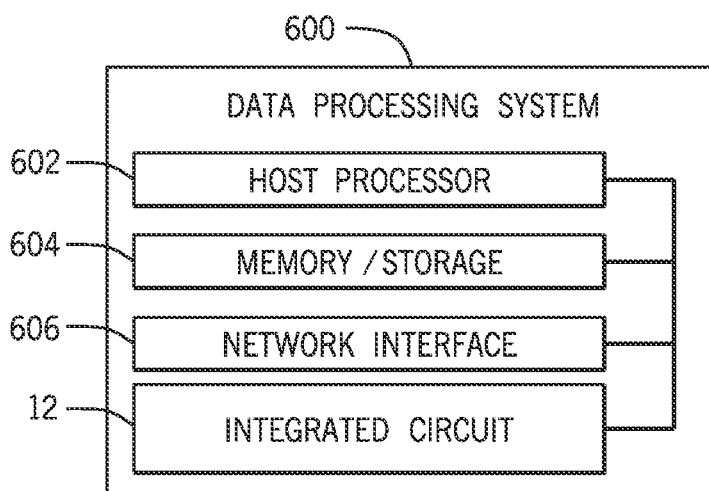 600
DATA PROCESSING SYSTEM
602
HOST PROCESSOR
604
MEMORY / STORAGE
606
NETWORK INTERFACE
12
INTEGRATED CIRCUIT